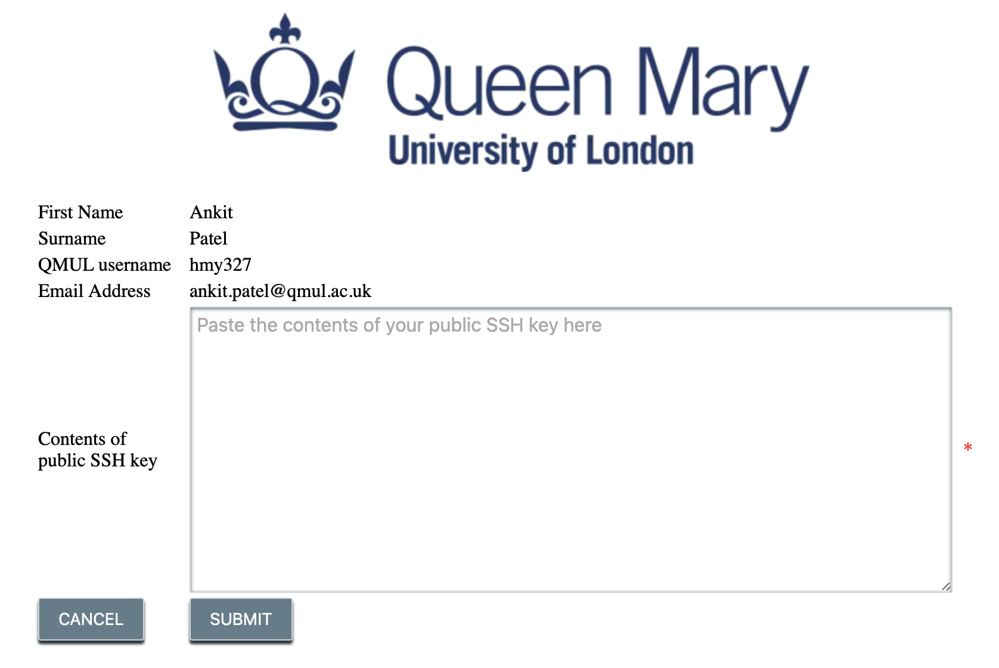 Queen Mary
University of London
First Name Ankit
Surname Patel
QMUL username hmy327
Email Address ankit.patel@qmul.ac.uk
Paste the contents of your public SSH key here
Contents of
public SSH key
*
CANCEL SUBMIT